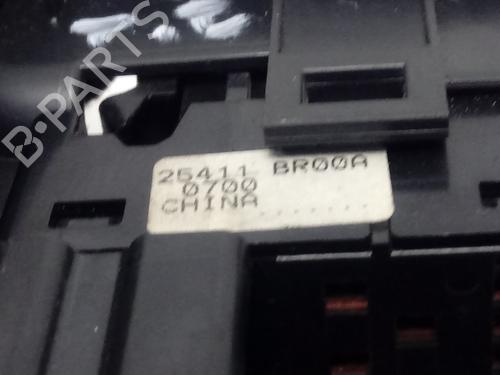 B-PARTS
25411 BR00A
0700
CHINA .......